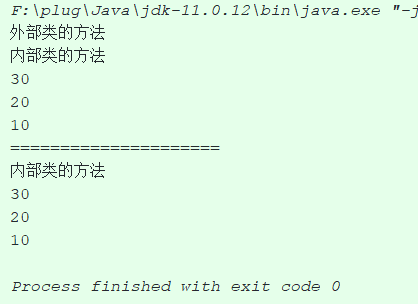 F:\plug\Java\jdk-11.0.12\bin\java.exe "-j
外部类的方法
内部类的方法
30
20
10
=====================
内部类的方法
30
20
10
Process finished with exit code 0